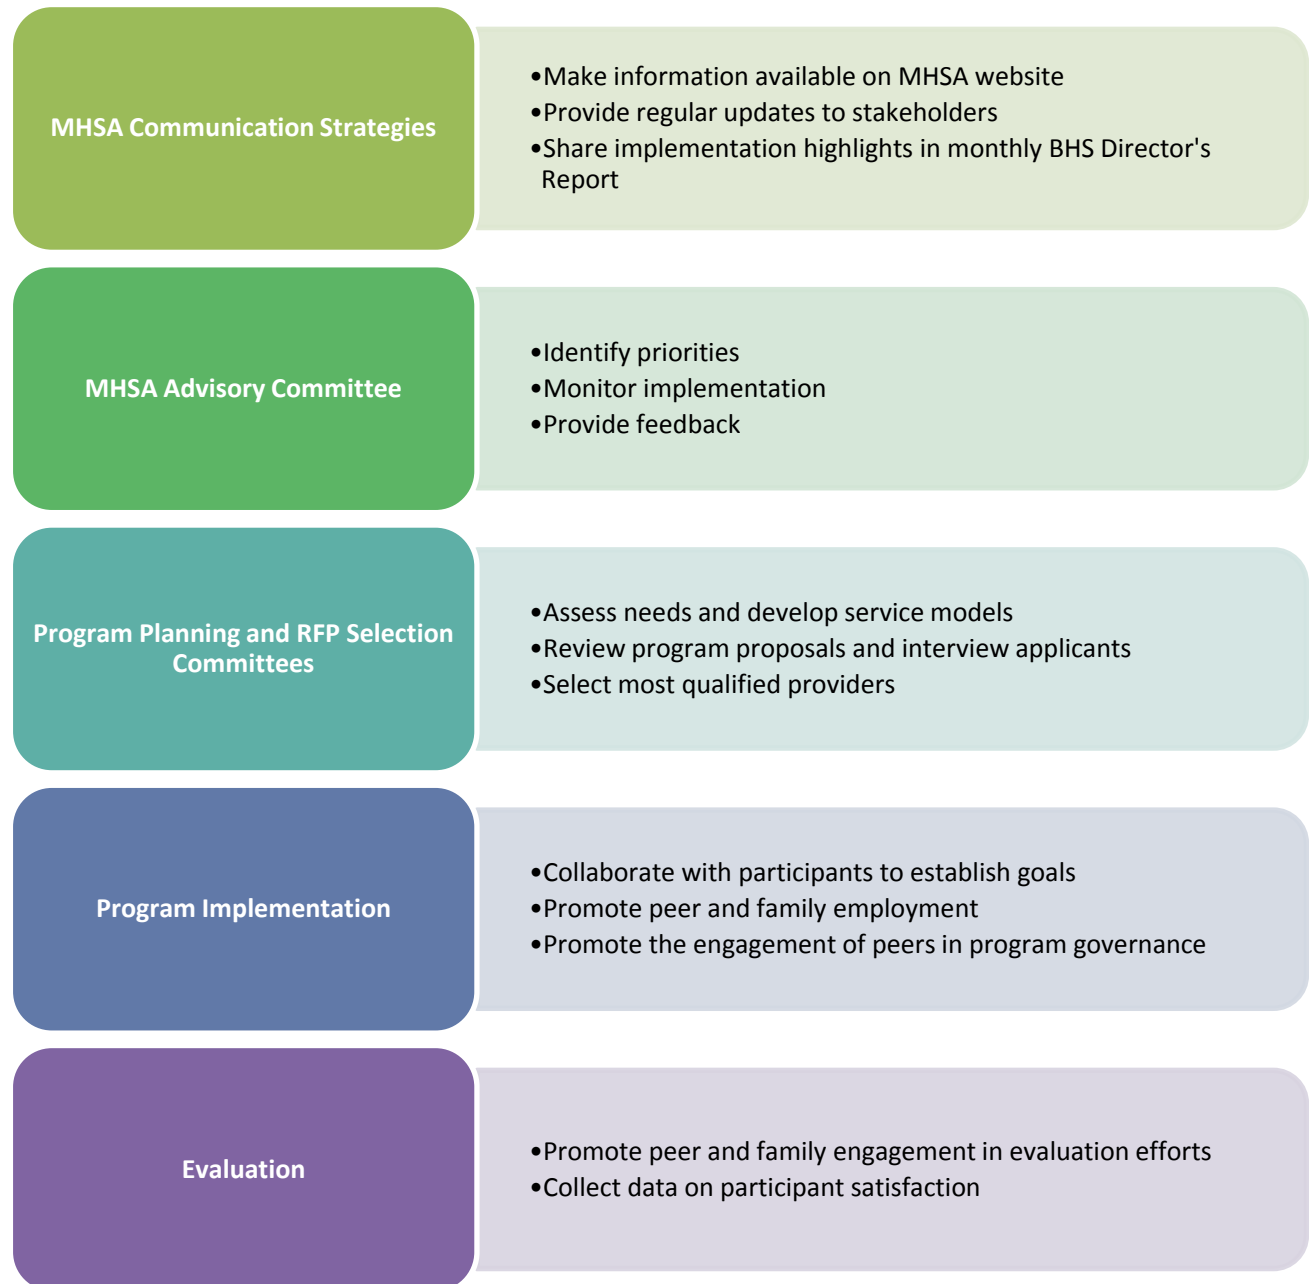 MHSA Communication Strategies
•Make information available on MHSA website
•Provide regular updates to stakeholders
•Share implementation highlights in monthly BHS Director's
Report
MHSA Advisory Committee
•Identify priorities
•Monitor implementation
•Provide feedback
Program Planning and RFP Selection
Committees
•Assess needs and develop service models
•Review program proposals and interview applicants
•Select most qualified providers
Program Implementation
•Collaborate with participants to establish goals
•Promote peer and family employment
•Promote the engagement of peers in program governance
Evaluation
•Promote peer and family engagement in evaluation efforts
•Collect data on participant satisfaction